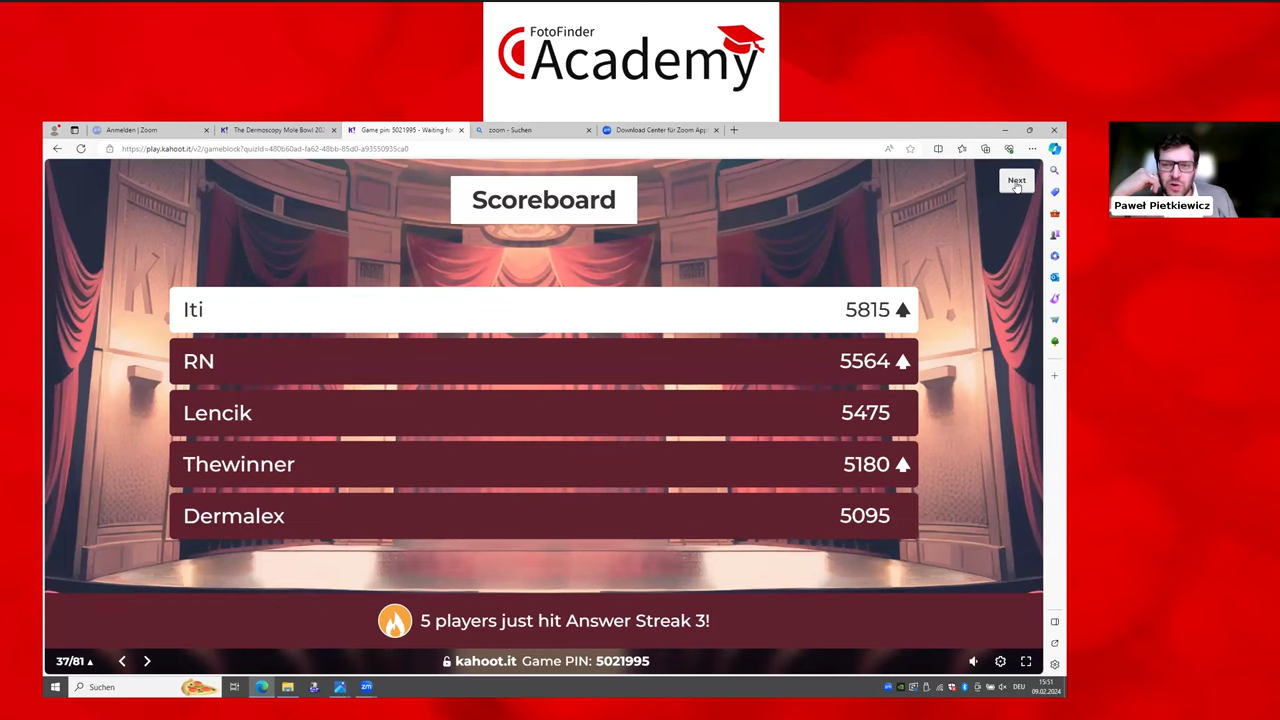 FotoFinder
Academy
Anmelden | Zoom
The Dermoscopy Mole Bowl 202
Game pin: 5021995 - Waiting fo
zoom - Suchen
Download Center für Zoom App
https://play.kahoot.it/v2/gameblock?quizId=480b60ad-fa62-48bb-85d0-a93550935ca0
Scoreboard
Next
Paweł Pietkiewicz
Iti 5815
RN 5564
Lencik 5475
Thewinner 5180
Dermalex 5095
5 players just hit Answer Streak 3!
37/81
kahoot.it Game PIN: 5021995
Suchen
zm
DEU
15:51
09.02.2024